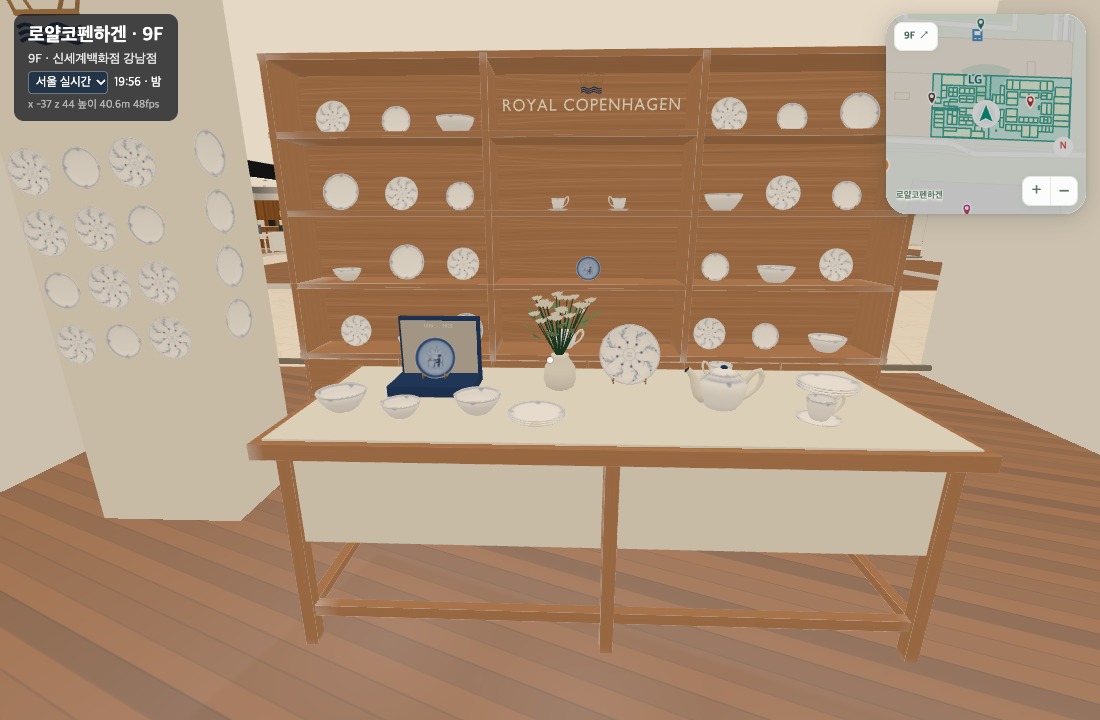 로얄코펜하겐 · 9F
9F · 신세계백화점 강남점
서울 실시간 19:56 · 밤
x -37 z 44 높이 40.6m 48fps
ROYAL COPENHAGEN
9F ↗
LG
N
로얄코펜하겐
+ −